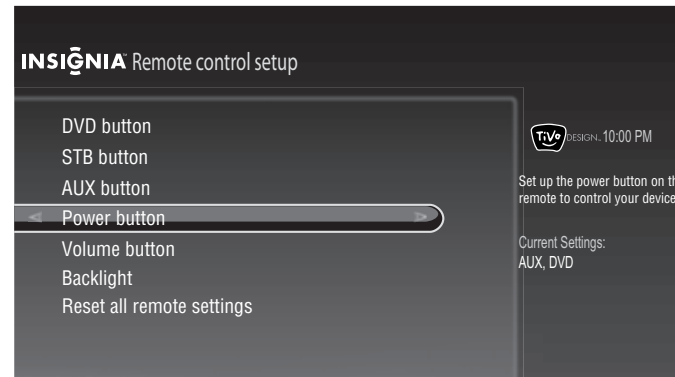 INSIGNIA™ Remote control setup
DVD button
STB button
AUX button
Power button
Volume button
Backlight
Reset all remote settings
TiVo DESIGN™ 10:00 PM
Set up the power button on th
remote to control your device
Current Settings:
AUX, DVD